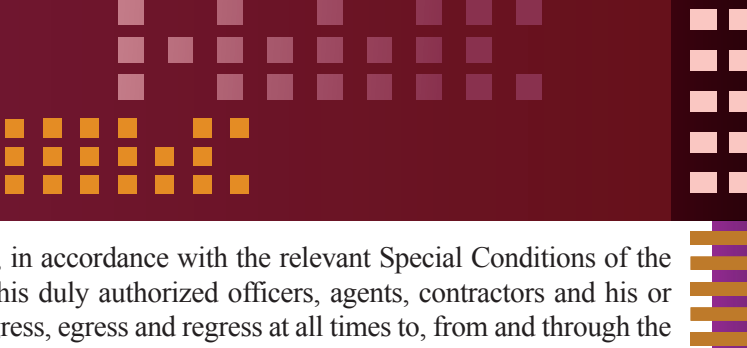 in accordance with the relevant Special Conditions of the
his duly authorized officers, agents, contractors and his or
egress and regress at all times to, from and through the